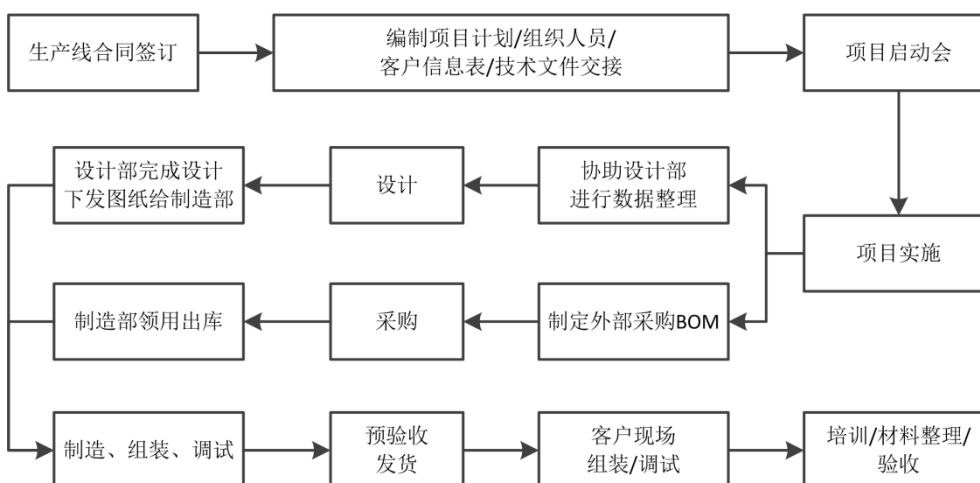 生产线合同签订
编制项目计划/组织人员/
客户信息表/技术文件交接
项目启动会
设计部完成设计
下发图纸给制造部
设计
协助设计部
进行数据整理
项目实施
制造部领用出库
采购
制定外部采购BOM
制造、组装、调试
预验收
发货
客户现场
组装/调试
培训/材料整理/
验收